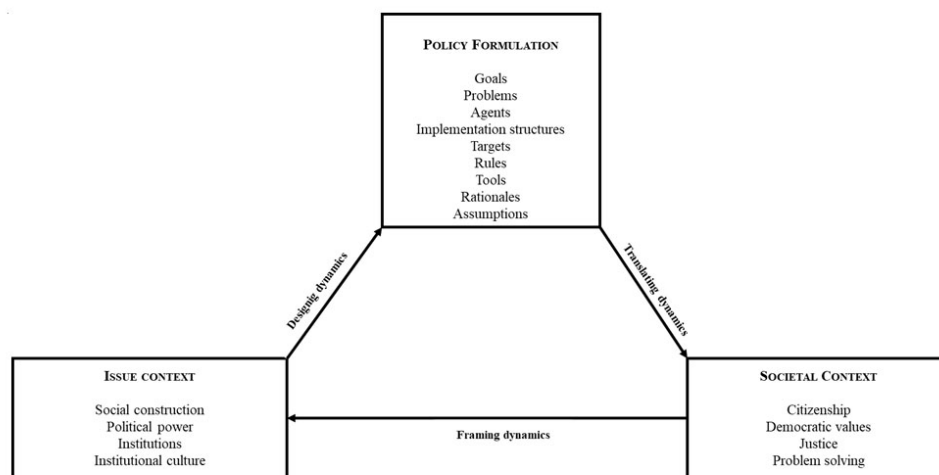 POLICY FORMULATION
Goals
Problems
Agents
Implementation structures
Targets
Rules
Tools
Rationales
Assumptions
Designig dynamics
Translating dynamics
ISSUE CONTEXT
Social construction
Political power
Institutions
Institutional culture
Framing dynamics
SOCIETAL CONTEXT
Citizenship
Democratic values
Justice
Problem solving